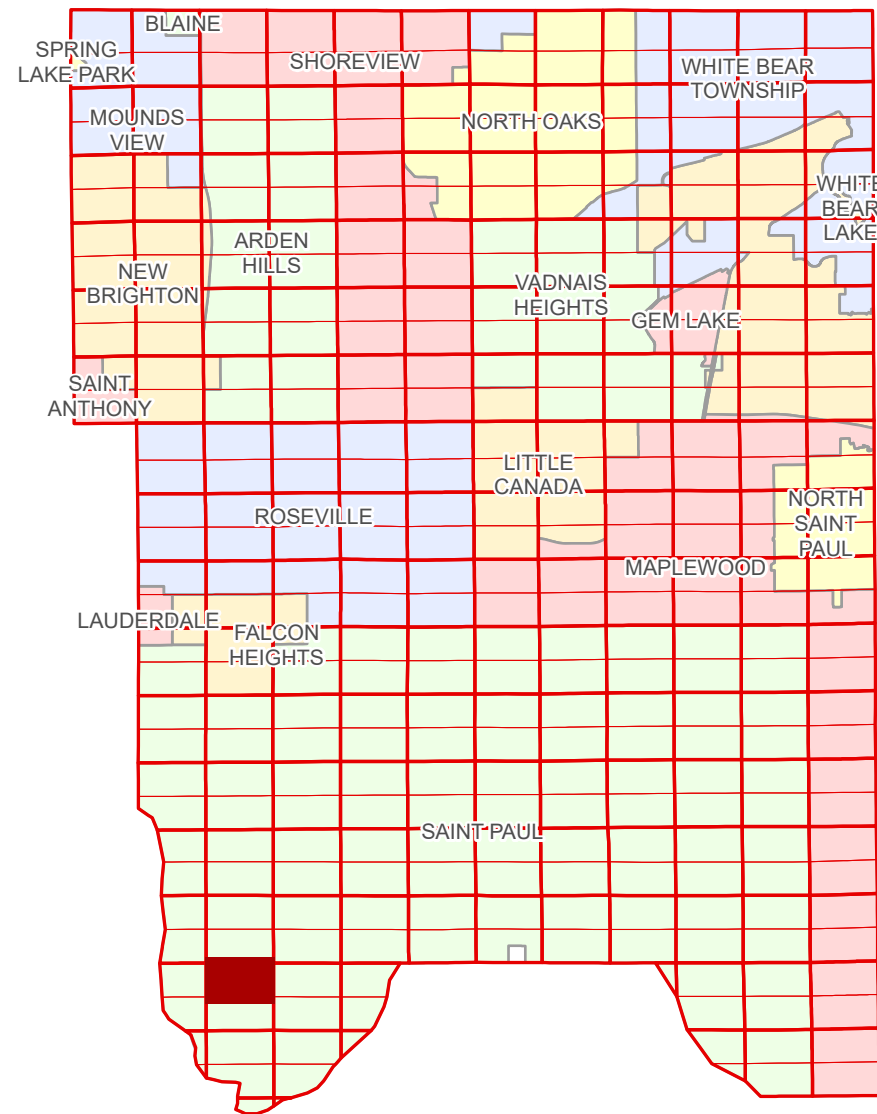 BLAINE
SPRING
LAKE PARK
SHOREVIEW
WHITE BEAR
TOWNSHIP
MOUNDS
VIEW
NORTH OAKS
WHITE
BEAR
LAKE
ARDEN
HILLS
NEW
BRIGHTON
VADNAIS
HEIGHTS
GEM LAKE
SAINT
ANTHONY
LITTLE
CANADA
ROSEVILLE
NORTH
SAINT
PAUL
MAPLEWOOD
LAUDERDALE
FALCON
HEIGHTS
SAINT PAUL